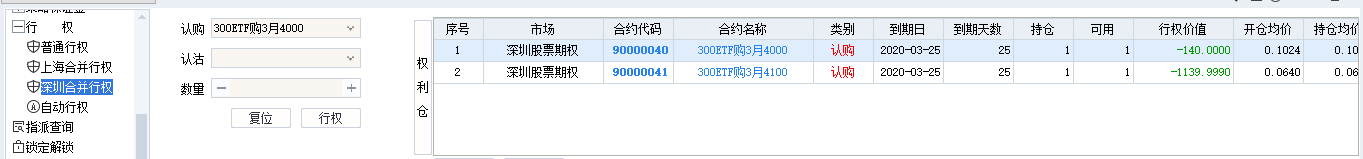 行 权
普通行权
上海合并行权
深圳合并行权
自动行权
指派查询
锁定解锁
认购 300ETF购3月4000
认沽
数量
复位 行权
权利仓
序号 市场 合约代码 合约名称 类别 到期日 到期天数 持仓 可用 行权价值 开仓均价 持仓均价
1 深圳股票期权 90000040 300ETF购3月4000 认购 2020-03-25 25 1 1 -140.0000 0.1024 0.10
2 深圳股票期权 90000041 300ETF购3月4100 认购 2020-03-25 25 1 1 -1139.9990 0.0640 0.06